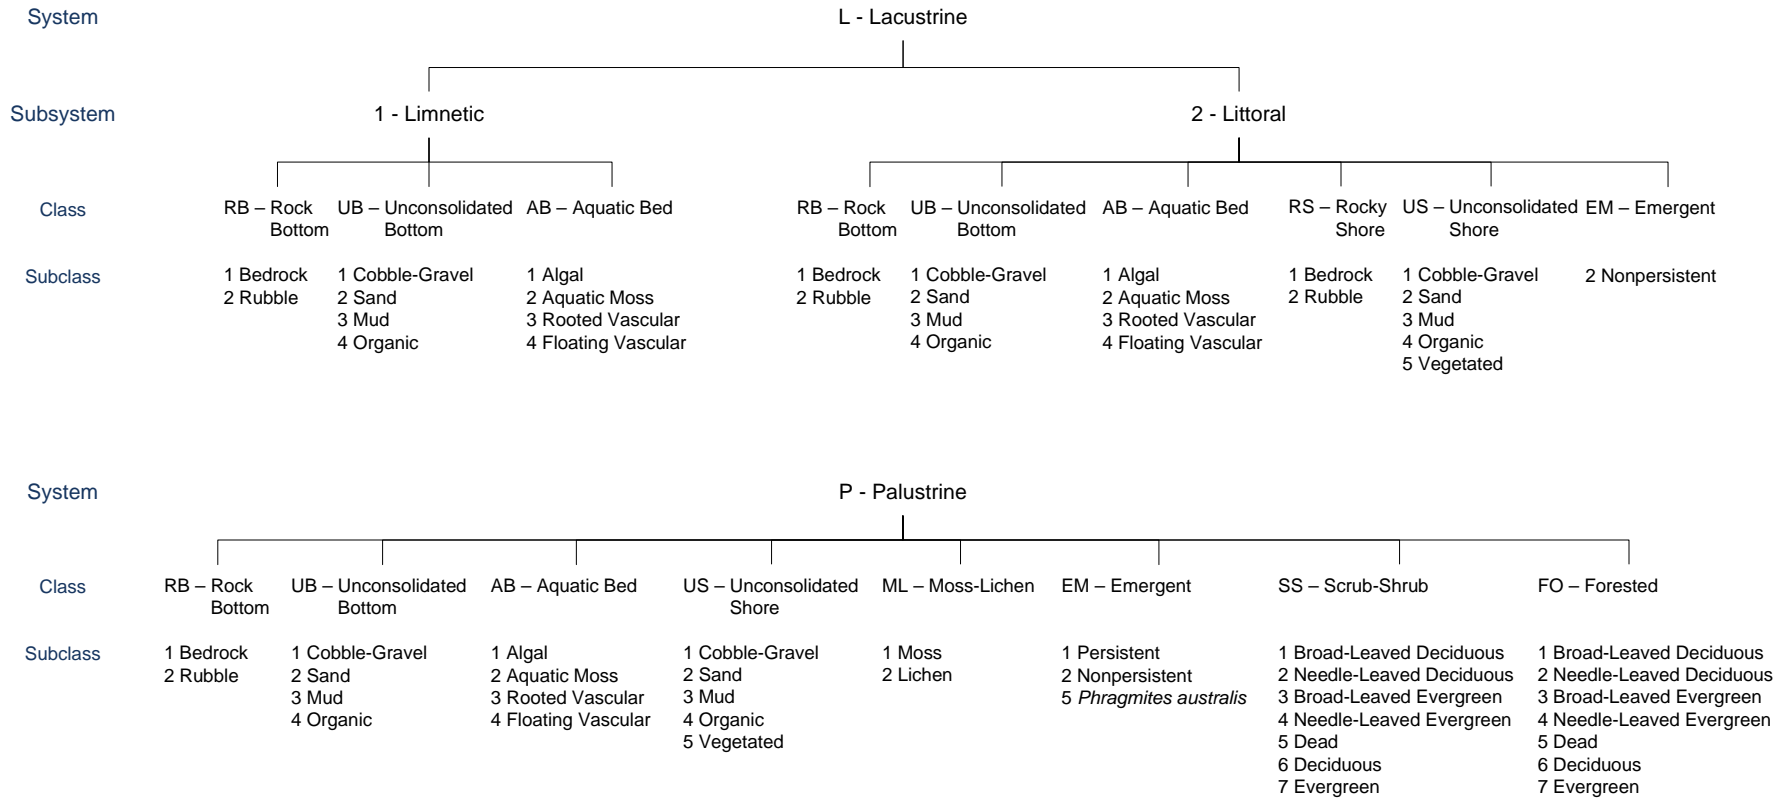 System
L - Lacustrine
Subsystem
1 - Limnetic
2 - Littoral
Class
RB – Rock
Bottom
UB – Unconsolidated
Bottom
AB – Aquatic Bed
RB – Rock
Bottom
UB – Unconsolidated
Bottom
AB – Aquatic Bed
RS – Rocky
Shore
US – Unconsolidated
Shore
EM – Emergent
Subclass
1 Bedrock
2 Rubble
1 Cobble-Gravel
2 Sand
3 Mud
4 Organic
1 Algal
2 Aquatic Moss
3 Rooted Vascular
4 Floating Vascular
1 Bedrock
2 Rubble
1 Cobble-Gravel
2 Sand
3 Mud
4 Organic
1 Algal
2 Aquatic Moss
3 Rooted Vascular
4 Floating Vascular
1 Bedrock
2 Rubble
1 Cobble-Gravel
2 Sand
3 Mud
4 Organic
5 Vegetated
2 Nonpersistent
System
P - Palustrine
Class
RB – Rock
Bottom
UB – Unconsolidated
Bottom
AB – Aquatic Bed
US – Unconsolidated
Shore
ML – Moss-Lichen
EM – Emergent
SS – Scrub-Shrub
FO – Forested
Subclass
1 Bedrock
2 Rubble
1 Cobble-Gravel
2 Sand
3 Mud
4 Organic
1 Algal
2 Aquatic Moss
3 Rooted Vascular
4 Floating Vascular
1 Cobble-Gravel
2 Sand
3 Mud
4 Organic
5 Vegetated
1 Moss
2 Lichen
1 Persistent
2 Nonpersistent
5 Phragmites australis
1 Broad-Leaved Deciduous
2 Needle-Leaved Deciduous
3 Broad-Leaved Evergreen
4 Needle-Leaved Evergreen
5 Dead
6 Deciduous
7 Evergreen
1 Broad-Leaved Deciduous
2 Needle-Leaved Deciduous
3 Broad-Leaved Evergreen
4 Needle-Leaved Evergreen
5 Dead
6 Deciduous
7 Evergreen